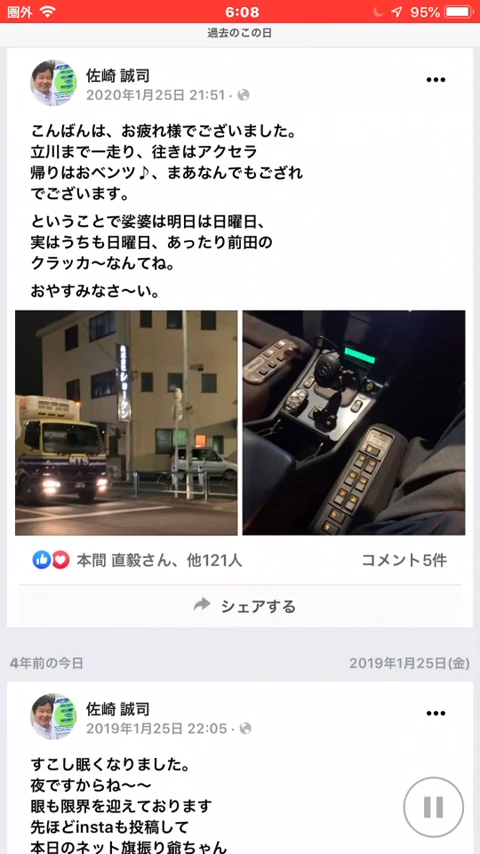 圏外 6:08 95%
過去のこの日
佐崎 誠司
2020年1月25日 21:51
こんばんは、お疲れ様でございました。
立川まで一走り、往きはアクセラ
帰りはおベンツ♪、まあなんでもござれ
でございます。
ということで娑婆は明日は日曜日、
実はうちも日曜日、あったり前田の
クラッカ〜なんてね。
おやすみなさ〜い。
本間 直毅さん、他121人
コメント5件
シェアする
4年前の今日
2019年1月25日(金)
佐崎 誠司
2019年1月25日 22:05
すこし眠くなりました。
夜ですからね〜〜
眼も限界を迎えております
先ほどinstaも投稿して
本日のネット旗振り爺ちゃん